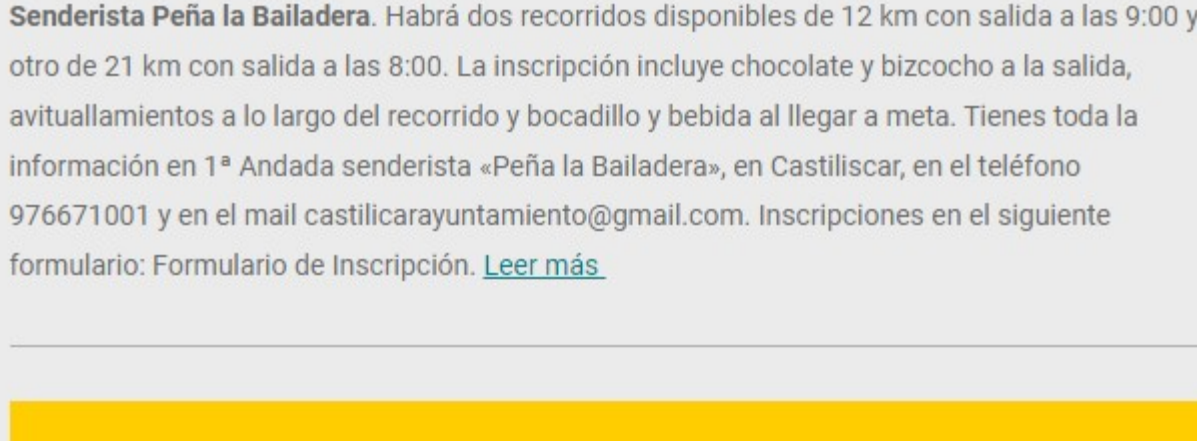 Senderista Peña la Bailadera. Habrá dos recorridos disponibles de 12 km con salida a las 9:00 y
otro de 21 km con salida a las 8:00. La inscripción incluye chocolate y bizcocho a la salida,
avituallamientos a lo largo del recorrido y bocadillo y bebida al llegar a meta. Tienes toda la
información en 1ª Andada senderista «Peña la Bailadera», en Castiliscar, en el teléfono
976671001 y en el mail castilicarayuntamiento@gmail.com. Inscripciones en el siguiente
formulario: Formulario de Inscripción. Leer más